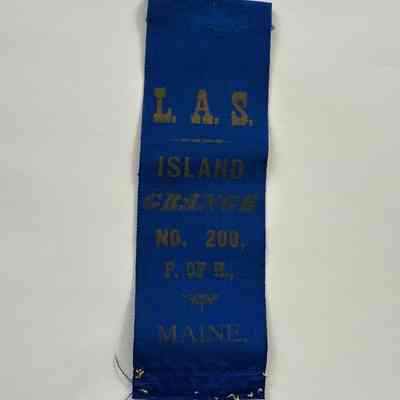 L. A. S.
ISLAND
GRANGE
NO. 200,
P. OF H.,
MAINE.